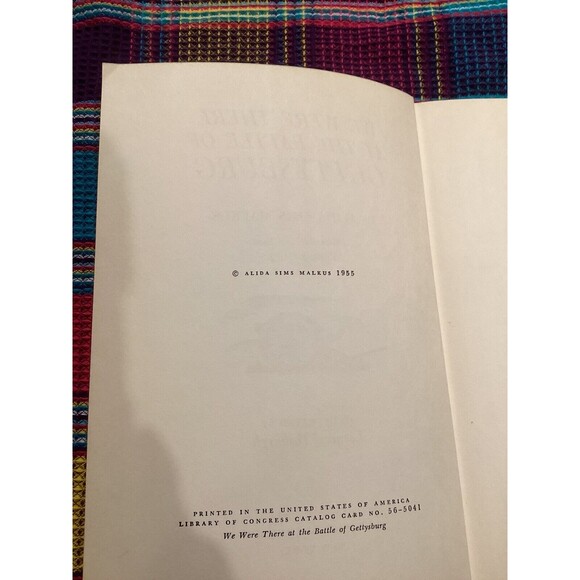 © ALIDA SIMS MALKUS 1955
PRINTED IN THE UNITED STATES OF AMERICA
LIBRARY OF CONGRESS CATALOG CARD NO. 56-5041
We Were There at the Battle of Gettysburg